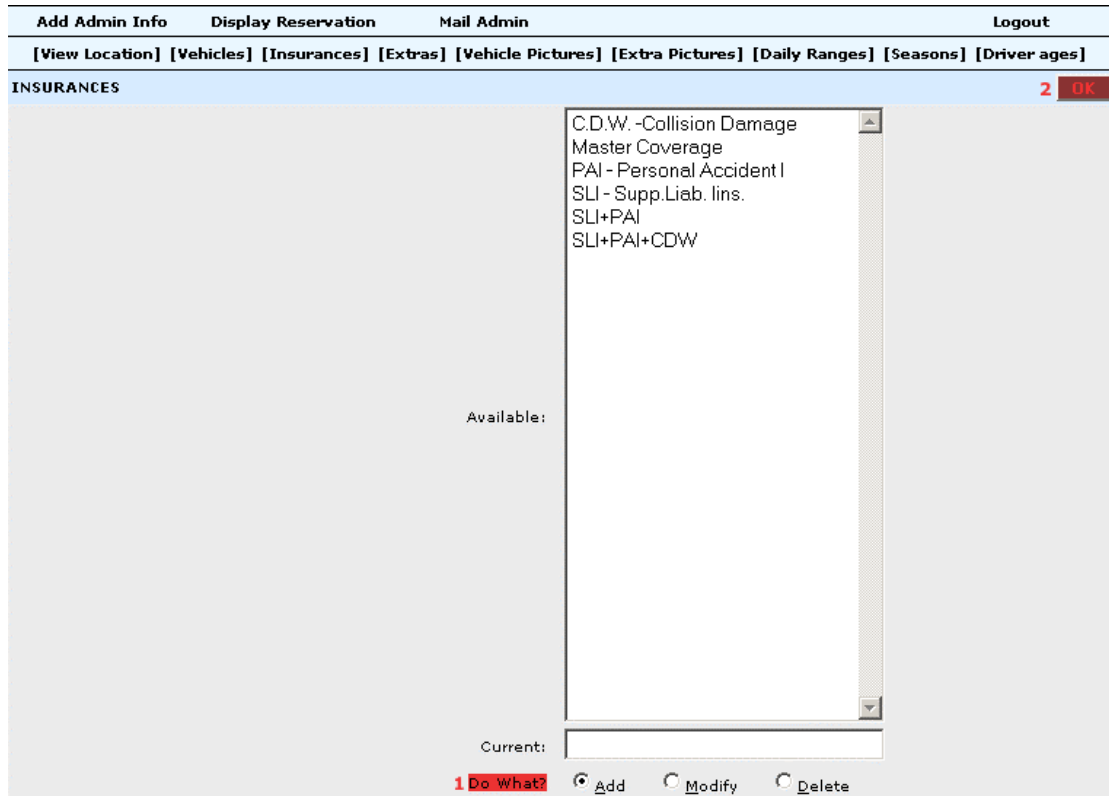 Add Admin Info Display Reservation Mail Admin Logout
[View Location] [Vehicles] [Insurances] [Extras] [Vehicle Pictures] [Extra Pictures] [Daily Ranges] [Seasons] [Driver ages]
INSURANCES 2 OK
C.D.W. -Collision Damage
Master Coverage
PAI - Personal Accident I
SLI - Supp.Liab. Iins.
SLI+PAI
SLI+PAI+CDW
Available:
Current:
1 Do What? Add Modify Delete